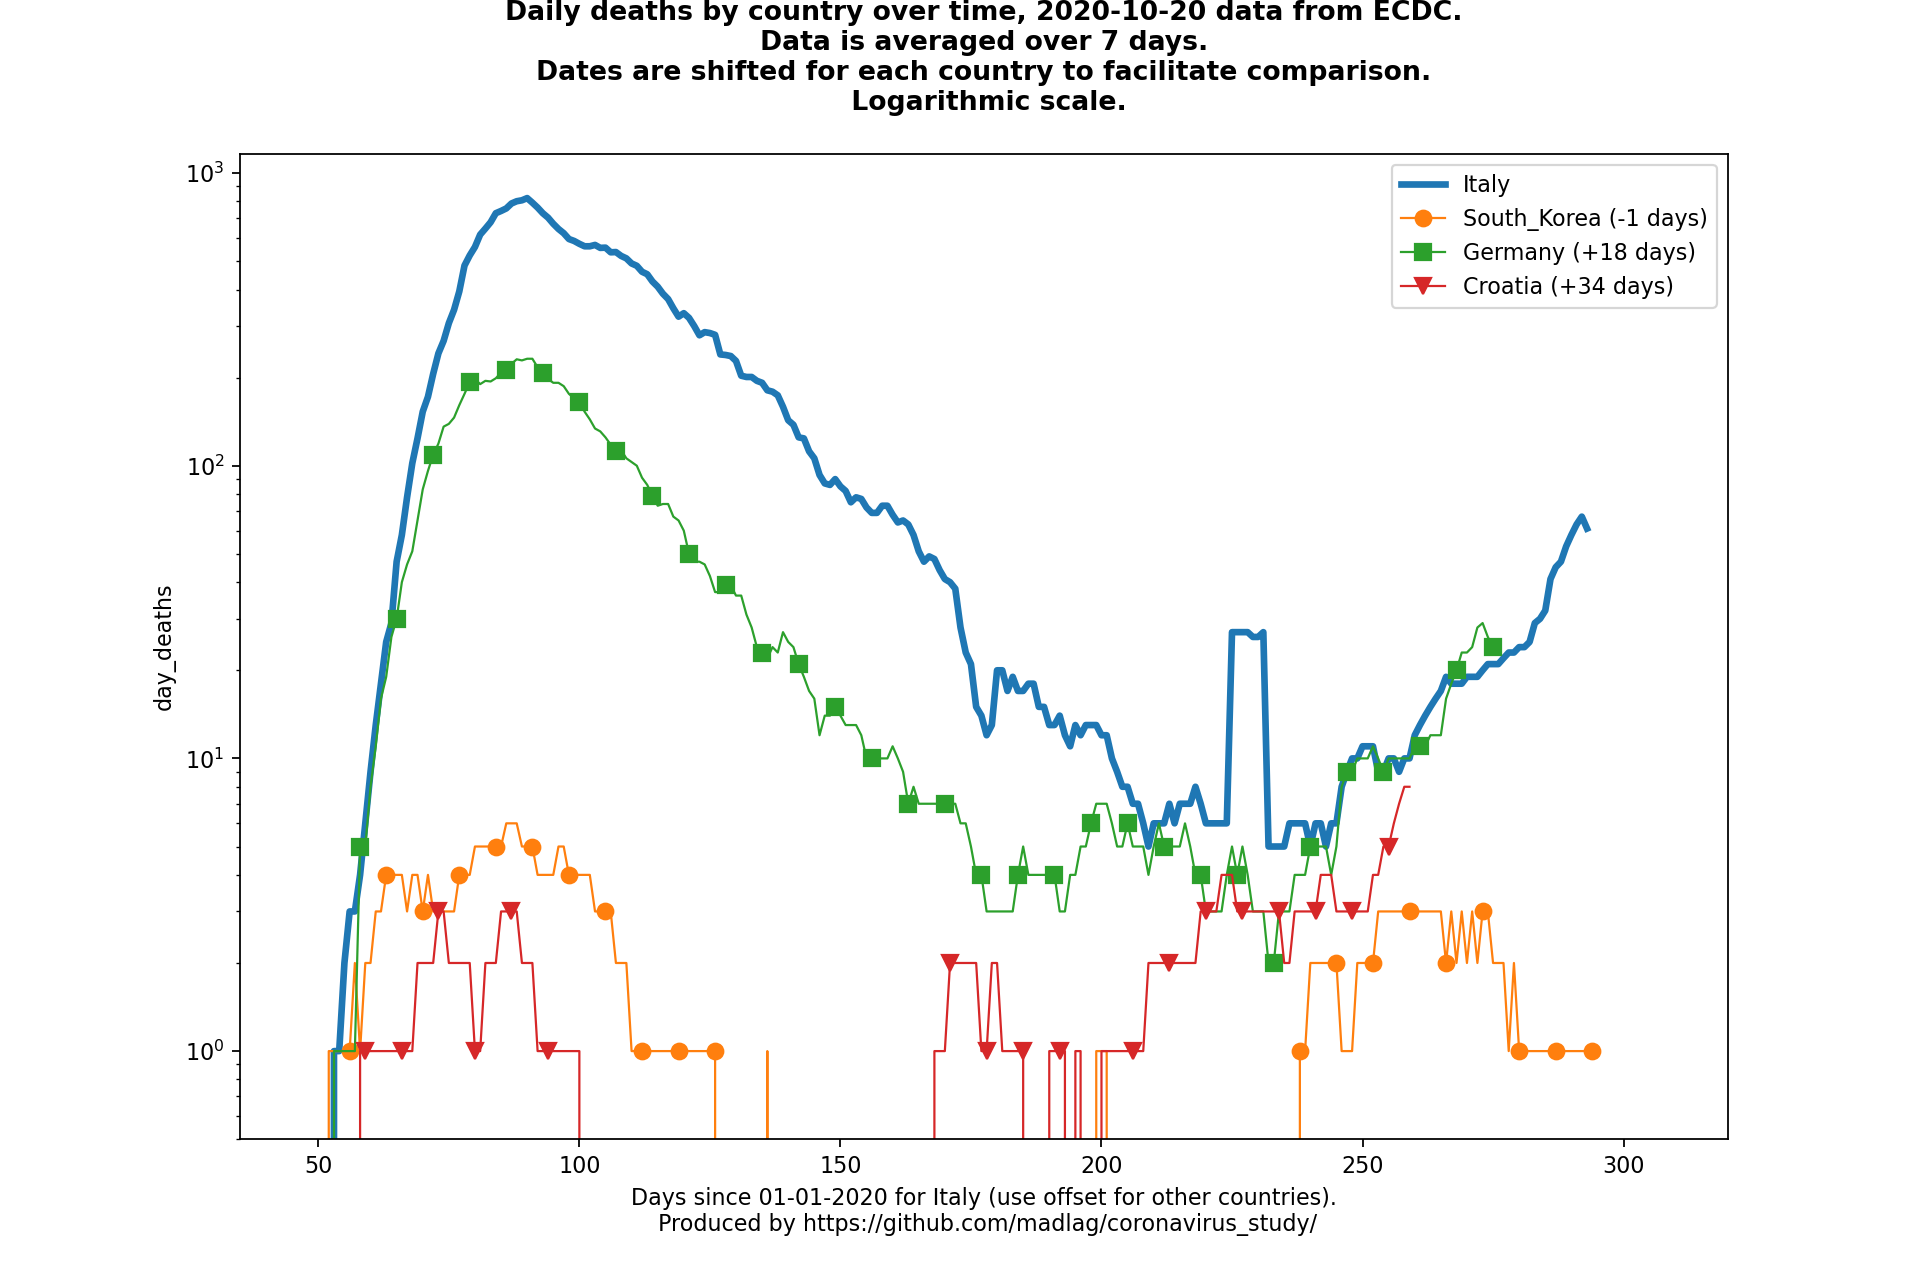 Daily deaths by country over time, 2020-10-20 data from ECDC.
Data is averaged over 7 days.
Dates are shifted for each country to facilitate comparison.
Logarithmic scale.
10³
10²
10¹
10⁰
day_deaths
Italy
South_Korea (-1 days)
Germany (+18 days)
Croatia (+34 days)
50 100 150 200 250 300
Days since 01-01-2020 for Italy (use offset for other countries).
Produced by https://github.com/madlag/coronavirus_study/